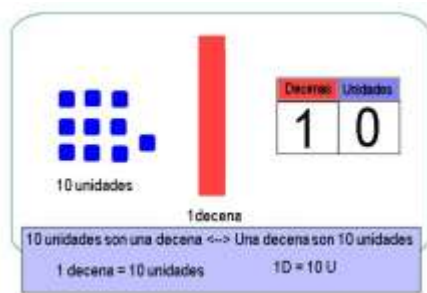 Decenas Unidades
1 0
10 unidades
1 decena
10 unidades son una decena <--> Una decena son 10 unidades
1 decena = 10 unidades 1D = 10 U